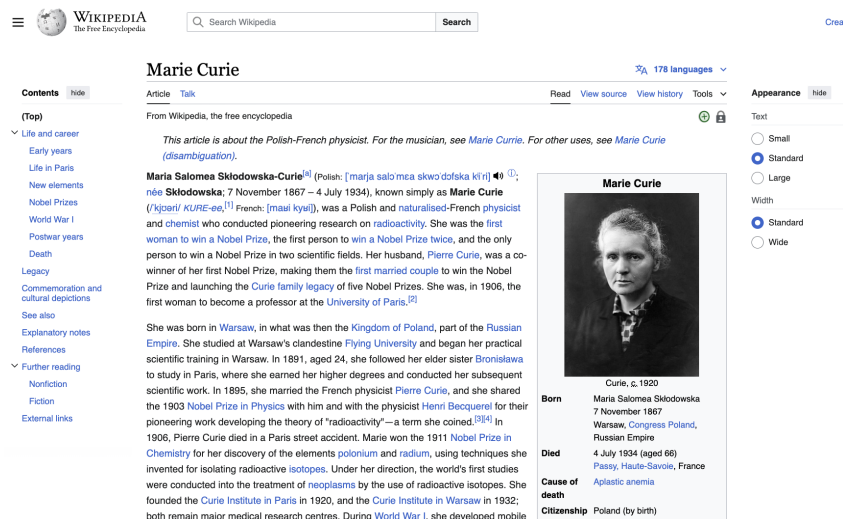 WIKIPEDIA
The Free Encyclopedia
Search Wikipedia
Search
Crea
Contents hide
(Top)
Life and career
Early years
Life in Paris
New elements
Nobel Prizes
World War I
Postwar years
Death
Legacy
Commemoration and
cultural depictions
See also
Explanatory notes
References
Further reading
Nonfiction
Fiction
External links
Marie Curie
178 languages
Article Talk
Read View source View history Tools
From Wikipedia, the free encyclopedia
This article is about the Polish-French physicist. For the musician, see Marie Currie. For other uses, see Marie Curie
(disambiguation).
Maria Salomea Skłodowska-Curie[a] (Polish: [ˈmarja salɔˈmɛa skwɔˈdɔfska kiˈri] ⓘ;
née Skłodowska; 7 November 1867 – 4 July 1934), known simply as Marie Curie
(/ˈkjʊəri/ KURE-ee,[1] French: [maʁi kyʁi]), was a Polish and naturalised-French physicist
and chemist who conducted pioneering research on radioactivity. She was the first
woman to win a Nobel Prize, the first person to win a Nobel Prize twice, and the only
person to win a Nobel Prize in two scientific fields. Her husband, Pierre Curie, was a co-
winner of her first Nobel Prize, making them the first married couple to win the Nobel
Prize and launching the Curie family legacy of five Nobel Prizes. She was, in 1906, the
first woman to become a professor at the University of Paris.[2]
She was born in Warsaw, in what was then the Kingdom of Poland, part of the Russian
Empire. She studied at Warsaw's clandestine Flying University and began her practical
scientific training in Warsaw. In 1891, aged 24, she followed her elder sister Bronisława
to study in Paris, where she earned her higher degrees and conducted her subsequent
scientific work. In 1895, she married the French physicist Pierre Curie, and she shared
the 1903 Nobel Prize in Physics with him and with the physicist Henri Becquerel for their
pioneering work developing the theory of "radioactivity"—a term she coined.[3][4] In
1906, Pierre Curie died in a Paris street accident. Marie won the 1911 Nobel Prize in
Chemistry for her discovery of the elements polonium and radium, using techniques she
invented for isolating radioactive isotopes. Under her direction, the world's first studies
were conducted into the treatment of neoplasms by the use of radioactive isotopes. She
founded the Curie Institute in Paris in 1920, and the Curie Institute in Warsaw in 1932;
both remain major medical research centres. During World War I, she developed mobile
Marie Curie
Curie, c. 1920
Born Maria Salomea Skłodowska
7 November 1867
Warsaw, Congress Poland,
Russian Empire
Died 4 July 1934 (aged 66)
Passy, Haute-Savoie, France
Cause of Aplastic anemia
death
Citizenship Poland (by birth)
Appearance hide
Text
Small
Standard
Large
Width
Standard
Wide